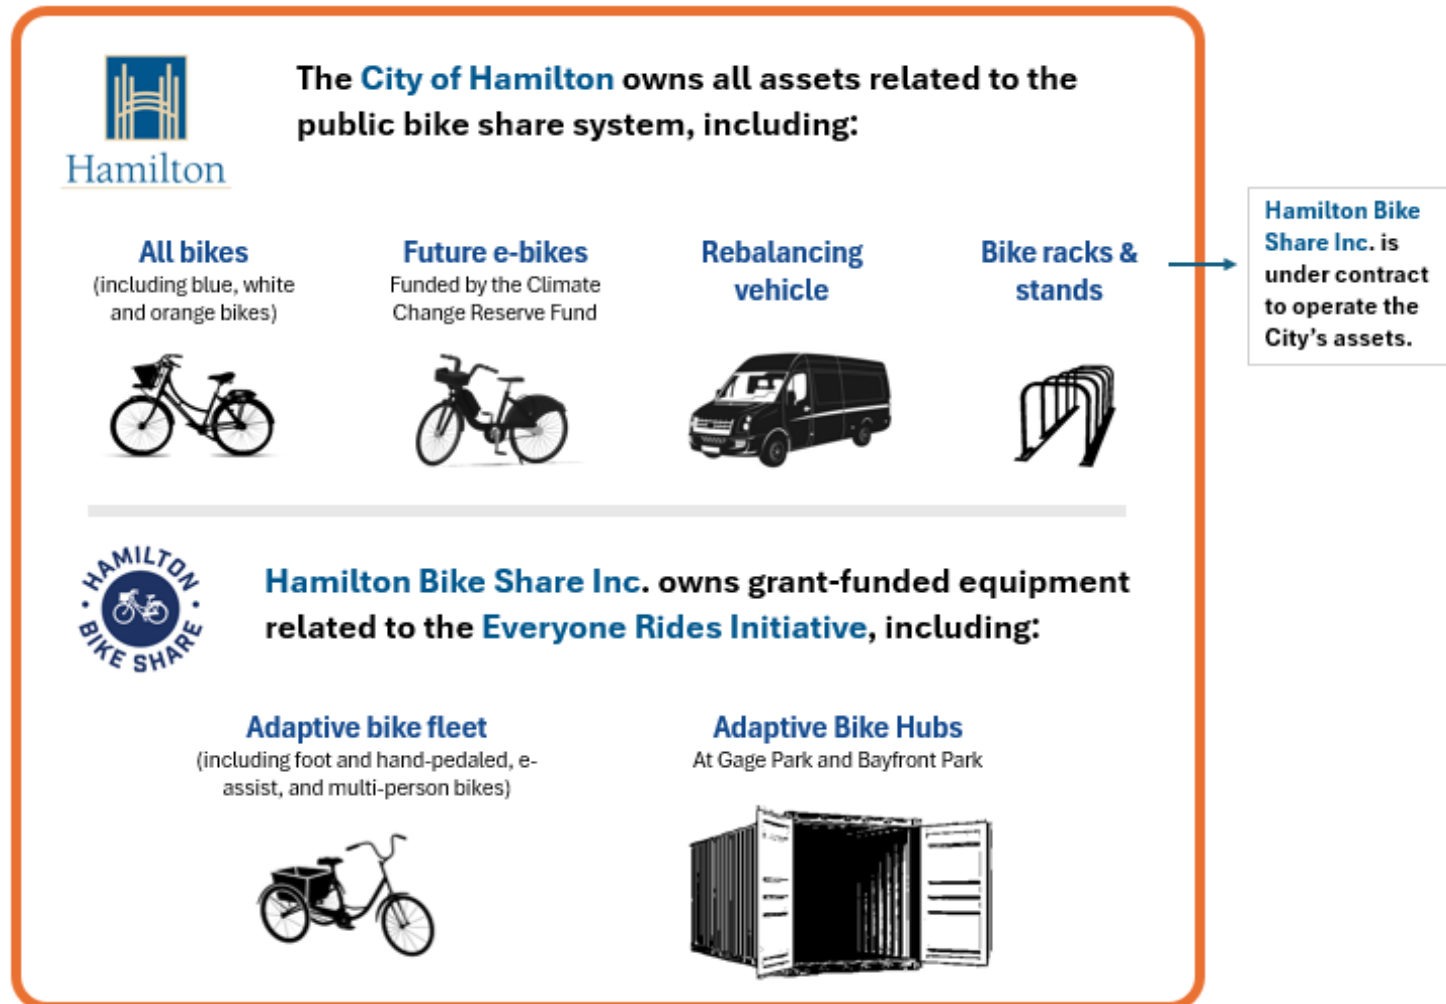 Hamilton
The City of Hamilton owns all assets related to the
public bike share system, including:
All bikes
(including blue, white
and orange bikes)
Future e-bikes
Funded by the Climate
Change Reserve Fund
Rebalancing
vehicle
Bike racks &
stands
Hamilton Bike
Share Inc. is
under contract
to operate the
City's assets.
HAMILTON
BIKE SHARE
Hamilton Bike Share Inc. owns grant-funded equipment
related to the Everyone Rides Initiative, including:
Adaptive bike fleet
(including foot and hand-pedaled, e-
assist, and multi-person bikes)
Adaptive Bike Hubs
At Gage Park and Bayfront Park